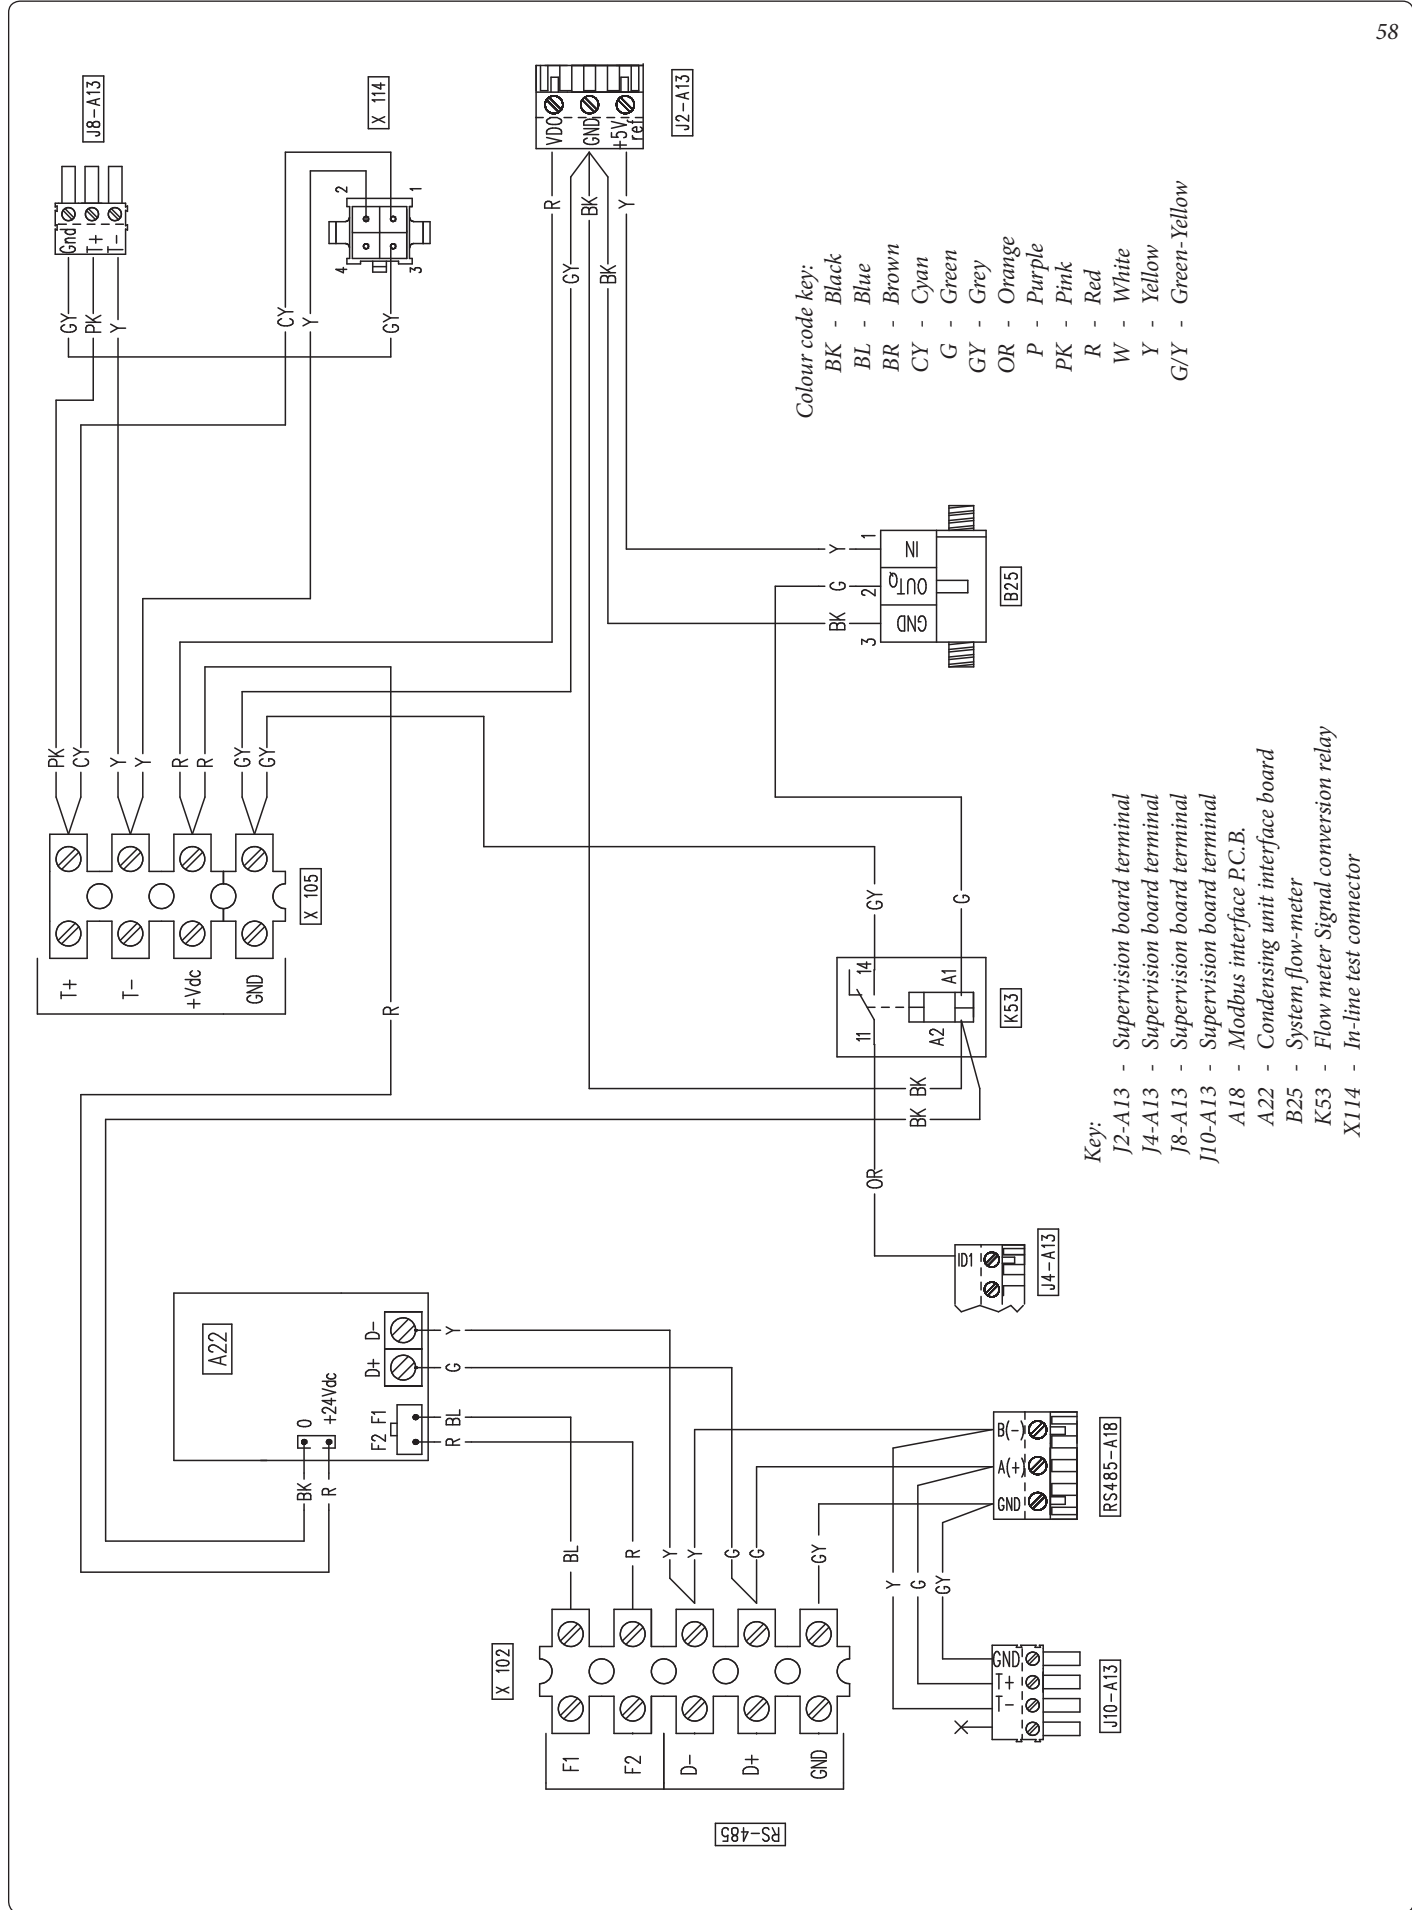 58
J8-A13
Gnd
T+
T-
GY
PK
Y
X 114
2
1
4
3
CY
Y
GY
J2-A13
VDO
GND
+5V
ref
R
GY
BK
BK
Y
PK
CY
Y
Y
R
R
GY
GY
X 105
T+
T-
+Vdc
GND
R
B25
IN
OUT Q
GND
1
2
3
Y
G
BK
GY
G
K53
14
11
A1
A2
BK
BK
OR
J4-A13
ID1
A22
0
+24Vdc
D-
D+
F2 F1
BK
R
Y
G
BL
R
BL
R
Y
Y
G
G
GY
X 102
F1
F2
D-
D+
GND
RS-485
RS485-A18
B(-)
A(+)
GND
Y
G
GY
J10-A13
GND
T+
T-
Colour code key:
BK - Black
BL - Blue
BR - Brown
CY - Cyan
G - Green
GY - Grey
OR - Orange
P - Purple
PK - Pink
R - Red
W - White
Y - Yellow
G/Y - Green-Yellow
Key:
J2-A13 - Supervision board terminal
J4-A13 - Supervision board terminal
J8-A13 - Supervision board terminal
J10-A13 - Supervision board terminal
A18 - Modbus interface P.C.B.
A22 - Condensing unit interface board
B25 - System flow-meter
K53 - Flow meter Signal conversion relay
X114 - In-line test connector